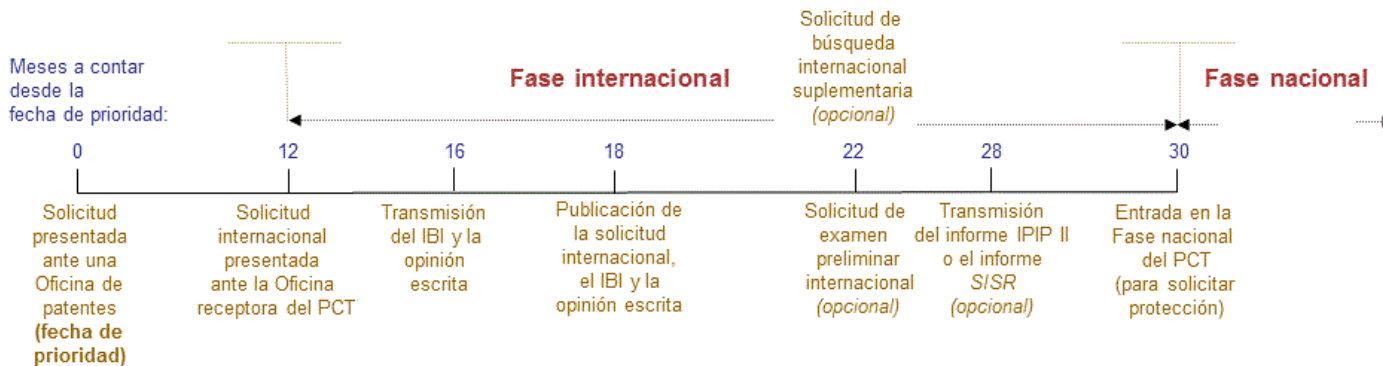 Solicitud de
búsqueda
internacional
suplementaria
(opcional)
Meses a contar
desde la
fecha de prioridad:
Fase internacional
Fase nacional
0
12
16
18
22
28
30
Solicitud
presentada
ante una
Oficina de
patentes
(fecha de
prioridad)
Solicitud
internacional
presentada
ante la Oficina
receptora del PCT
Transmisión
del IBI y la
opinión
escrita
Publicación de
la solicitud
internacional,
el IBI y la
opinión escrita
Solicitud de
examen
preliminar
internacional
(opcional)
Transmisión
del informe IPIP II
o el informe
SISR
(opcional)
Entrada en la
Fase nacional
del PCT
(para solicitar
protección)